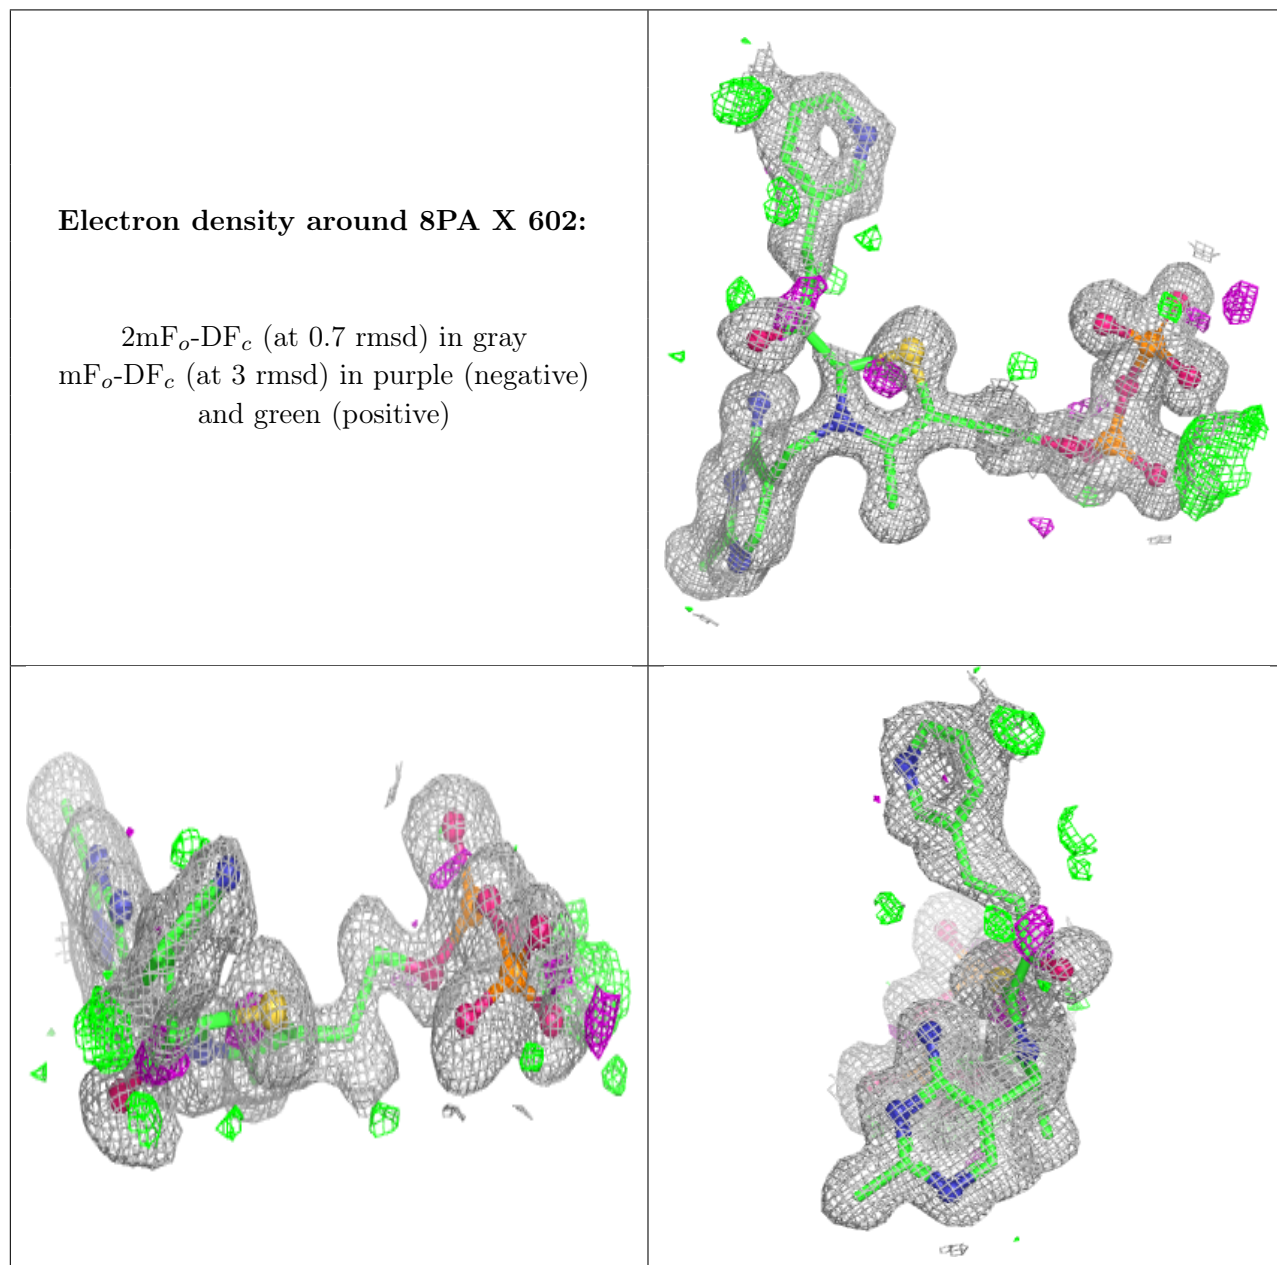 Electron density around 8PA X 602:
2mFₒ-DF𝒸 (at 0.7 rmsd) in gray
mFₒ-DF𝒸 (at 3 rmsd) in purple (negative)
and green (positive)